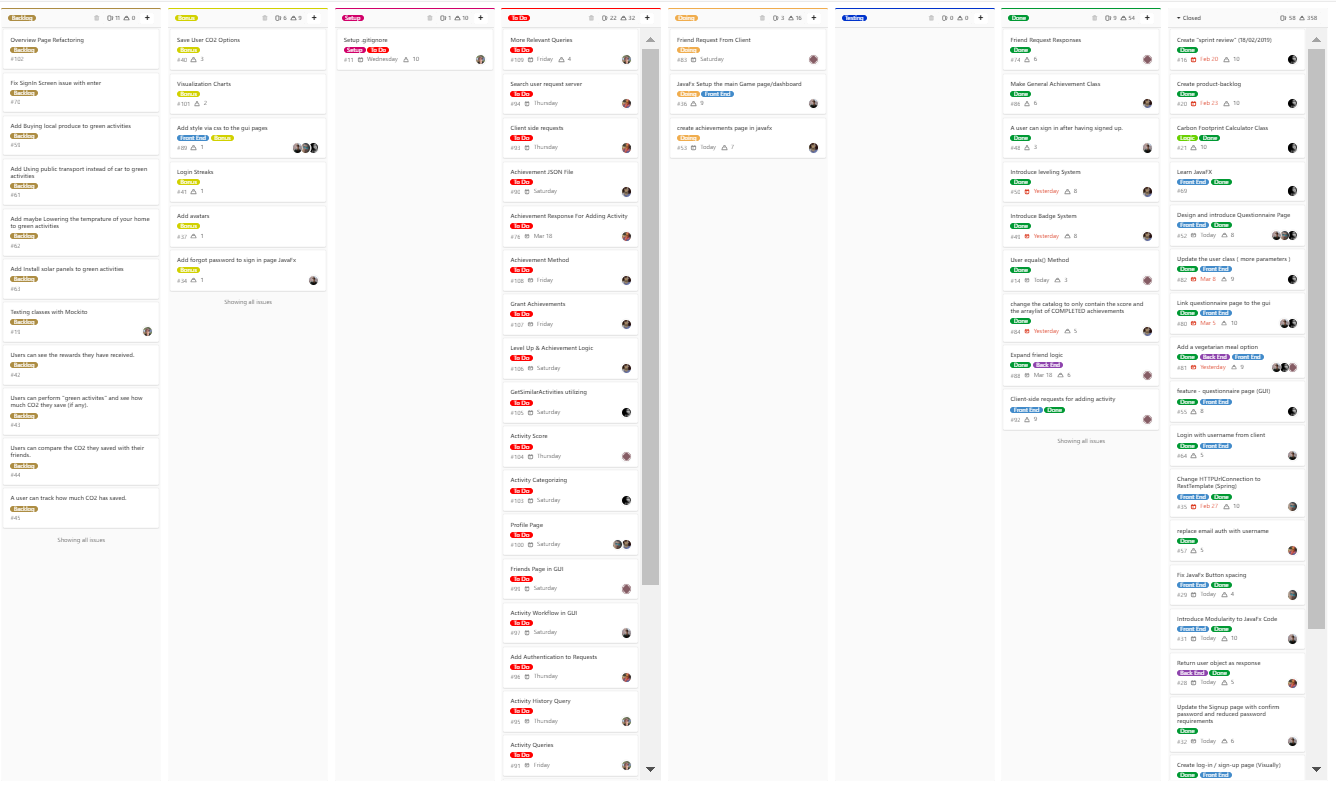 Backlog 11 0 +
Overview Page Refactoring
Backlog
#102
Fix SignIn Screen issue with enter
Backlog
#70
Add Buying local produce to green activities
Backlog
#59
Add Using public transport instead of car to green
activities
Backlog
#61
Add maybe Lowering the temprature of your home
to green activities
Backlog
#62
Add Install solar panels to green activities
Backlog
#63
Testing classes with Mockito
Backlog
#19
Users can see the rewards they have received.
Backlog
#42
Users can perform "green activites" and see how
much CO2 they save (if any).
Backlog
#43
Users can compare the CO2 they saved with their
friends.
Backlog
#44
A user can track how much CO2 has saved.
Backlog
#45
Showing all issues
Bonus 6 9 +
Save User CO2 Options
Bonus
#40 3
Visualization Charts
Bonus
#101 2
Add style via css to the gui pages
Front End Bonus
#89 1
Login Streaks
Bonus
#41 1
Add avatars
Bonus
#37 1
Add forgot password to sign in page JavaFx
Bonus
#34 1
Showing all issues
Setup 1 10 +
Setup .gitignore
Setup To Do
#11 Wednesday 10
To Do 22 32 +
More Relevant Queries
To Do
#109 Friday 4
Search user request server
To Do
#94 Thursday
Client side requests
To Do
#93 Thursday
Achievement JSON File
To Do
#90 Saturday
Achievement Response For Adding Activity
To Do
#76 Mar 18
Achievement Method
To Do
#108 Friday
Grant Achievements
To Do
#107 Friday
Level Up & Achievement Logic
To Do
#106 Saturday
GetSimilarActivities utilizing
To Do
#105 Saturday
Activity Score
To Do
#104 Thursday
Activity Categorizing
To Do
#103 Saturday
Profile Page
To Do
#100 Saturday
Friends Page in GUI
To Do
Saturday
Activity Workflow in GUI
To Do
#97 Saturday
Add Authentication to Requests
To Do
#96 Thursday
Activity History Query
To Do
#95 Thursday
Activity Queries
To Do
#91 Friday
Doing 3 16 +
Friend Request From Client
Doing
#83 Saturday
JavaFx Setup the main Game page/dashboard
Doing Front End
#36 9
create achievements page in javafx
Doing
#53 Today 7
Testing 0 0 +
Done 9 54 +
Friend Request Responses
Done
#74 6
Make General Achievement Class
Done
#86 6
A user can sign in after having signed up.
Done
#48 3
Introduce leveling System
Done
#50 Yesterday 8
Introduce Badge System
Done
#49 Yesterday 8
User equals() Method
Done
#14 Today 3
change the catalog to only contain the score and
the arraylist of COMPLETED achievements
Done
#84 Yesterday 5
Expand friend logic
Done Back End
#88 Mar 18 6
Client-side requests for adding activity
Front End Done
#92 9
Showing all issues
Closed 58 358
Create "sprint review" (18/02/2019)
Done
#16 Feb 20 10
Create product-backlog
Done
#20 Feb 23 10
Carbon Footprint Calculator Class
Logic Done
#21 10
Learn JavaFX
Front End Done
#69
Design and introduce Questionnaire Page
Front End Done
#52 Today 8
Update the user class ( more parameters )
Done Front End
#82 Mar 8 9
Link questionnaire page to the gui
Done Front End
#80 Mar 5 10
Add a vegetarian meal option
Done Back End Front End
#81 Yesterday 9
feature - questionnaire page (GUI)
Done Front End
#55 8
Login with username from client
Done Front End
#64 5
Change HTTPUrlConnection to
RestTemplate (Spring)
Front End Done
#35 Feb 27 10
replace email auth with username
Done
#57 5
Fix JavaFx Button spacing
Front End Done
#29 Today 4
Introduce Modularity to JavaFx Code
Front End Done
#31 Today 10
Return user object as response
Back End Done
#28 Today 5
Update the Signup page with confirm
password and reduced password
requirements
Done
#32 Today 6
Create log-in / sign-up page (Visually)
Done Front End